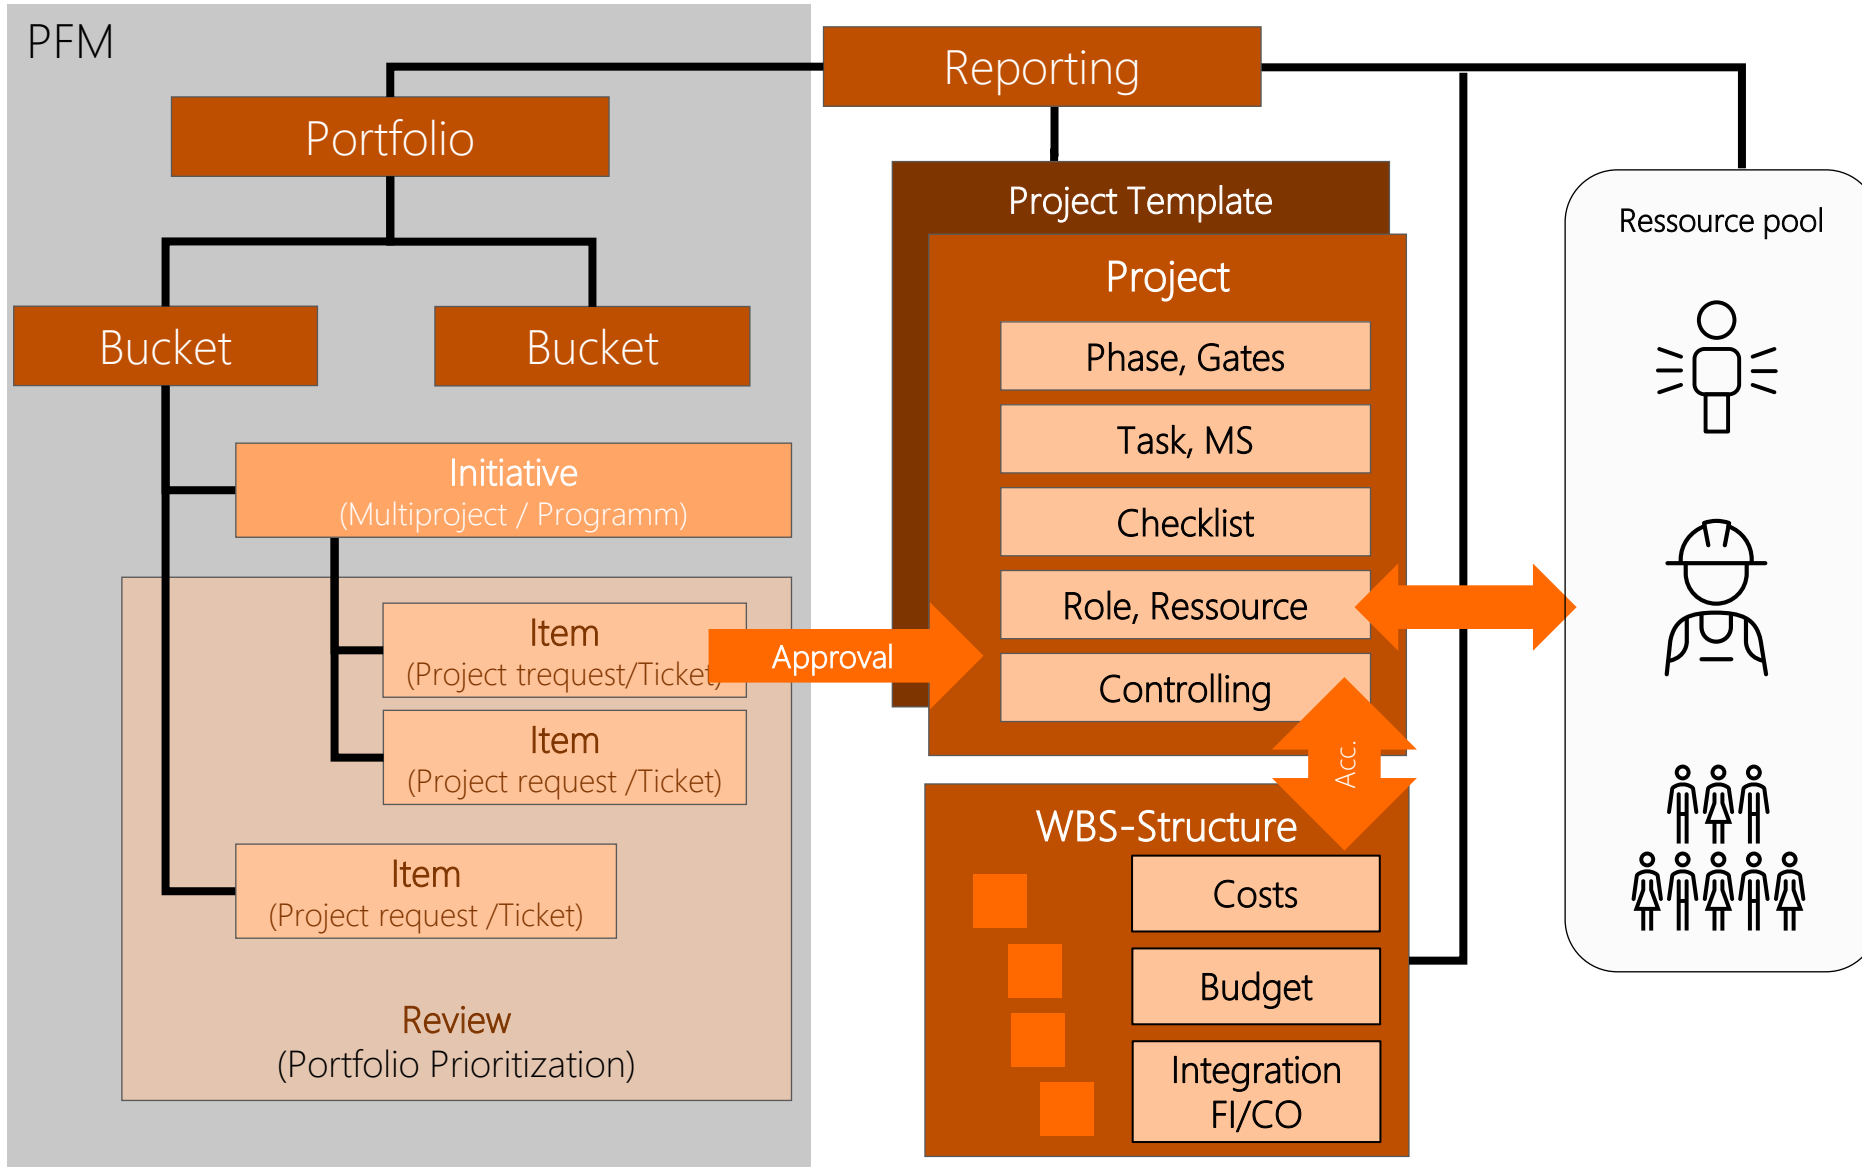 PFM
Reporting
Portfolio
Bucket
Bucket
Initiative
(Multiproject / Programm)
Item
(Project trequest/Ticket)
Item
(Project request /Ticket)
Item
(Project request /Ticket)
Review
(Portfolio Prioritization)
Approval
Project Template
Project
Phase, Gates
Task, MS
Checklist
Role, Ressource
Controlling
Acc.
WBS-Structure
Costs
Budget
Integration
FI/CO
Ressource pool